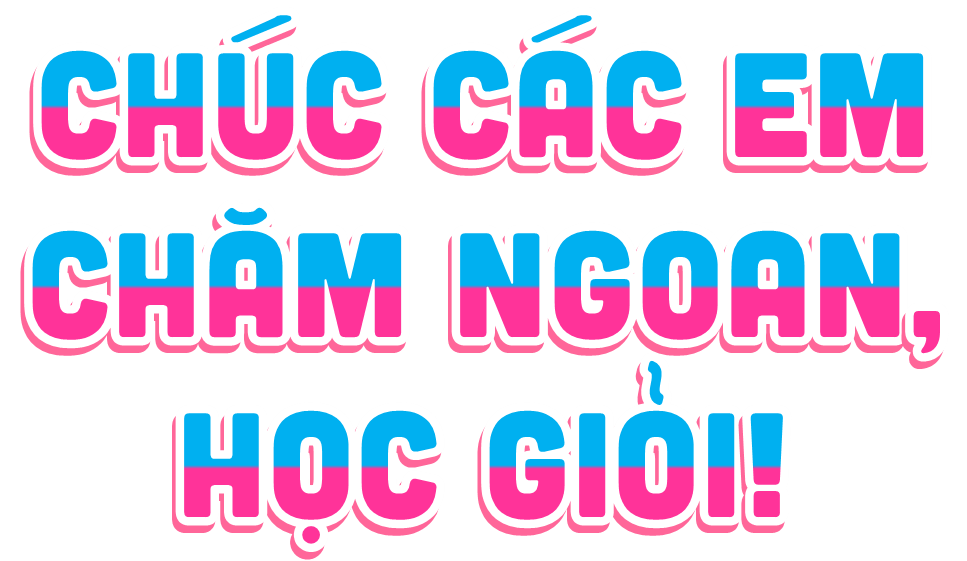 CHÚC CÁC EM
CHĂM NGOAN,
HỌC GIỎI!